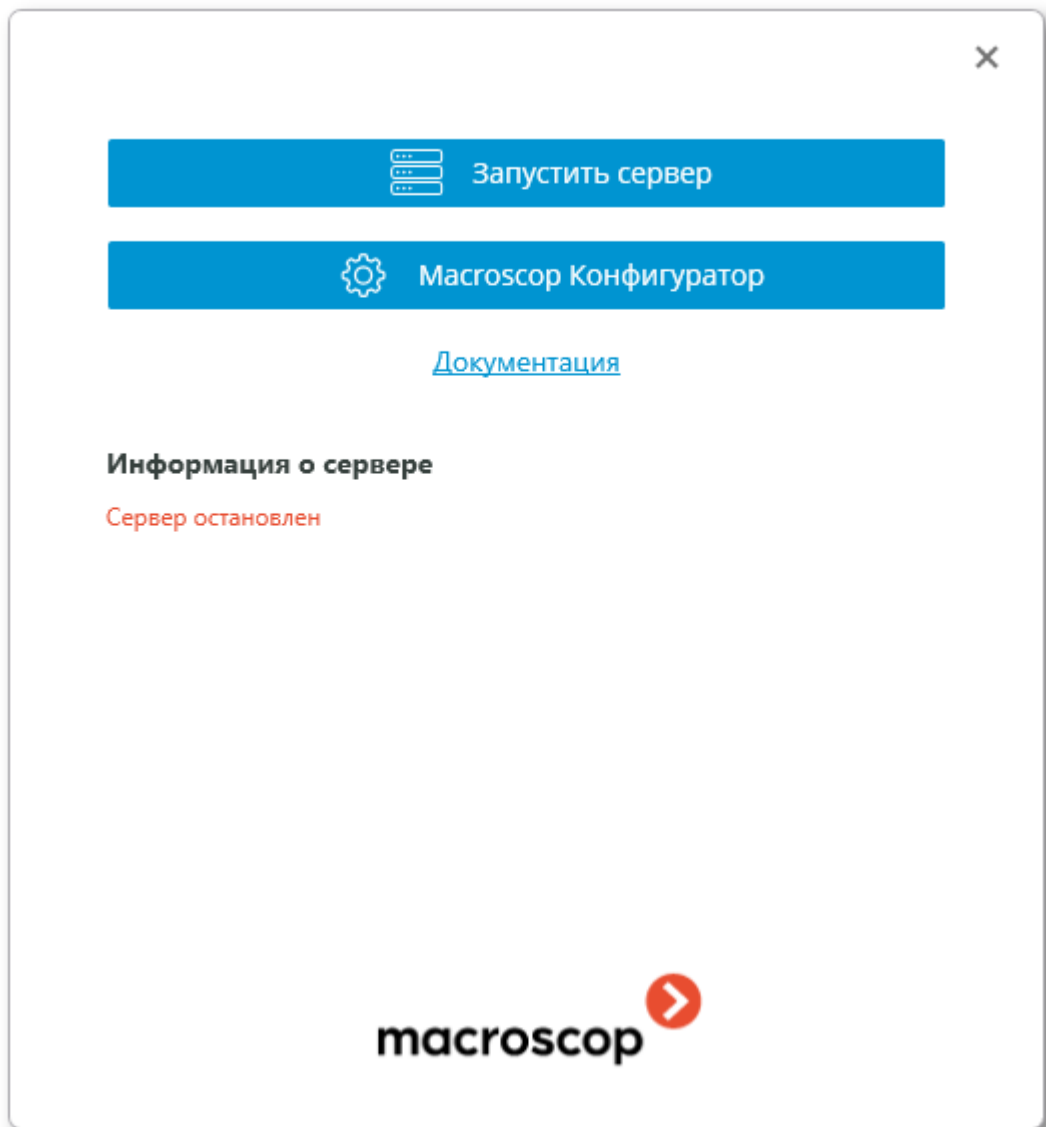 Запустить сервер
Macroscop Конфигуратор
Документация
Информация о сервере
Сервер остановлен
macroscop